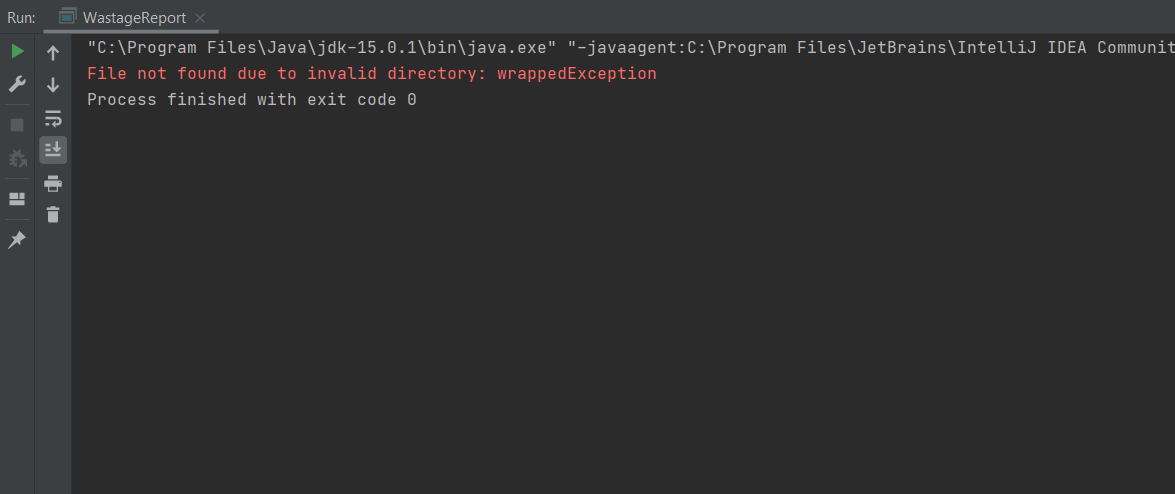 Run: WastageReport
"C:\Program Files\Java\jdk-15.0.1\bin\java.exe" "-javaagent:C:\Program Files\JetBrains\IntelliJ IDEA Communit
File not found due to invalid directory: wrappedException
Process finished with exit code 0